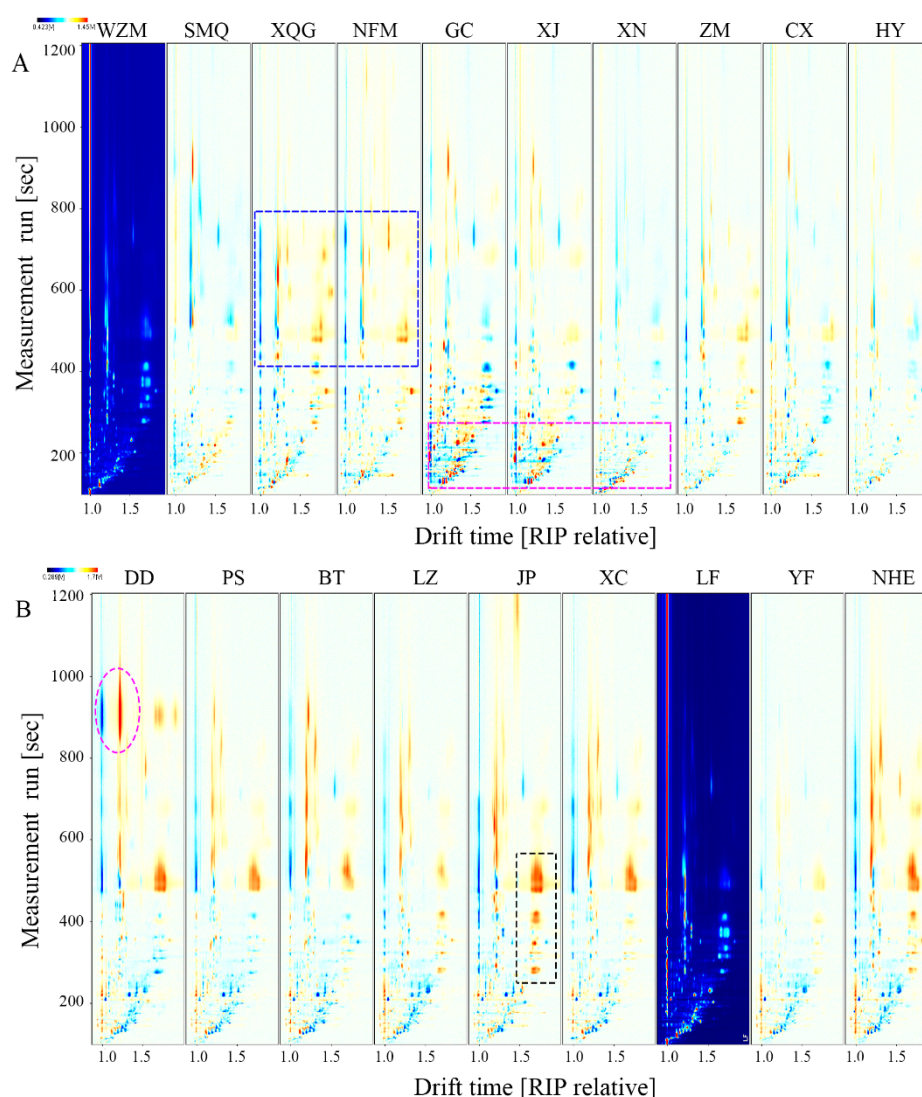 0.423[V] 1.45[V]
WZM SMQ XQG NFM GC XJ XN ZM CX HY
A
1200
1000
800
600
400
200
Measurement run [sec]
1.0 1.5 1.0 1.5 1.0 1.5 1.0 1.5 1.0 1.5 1.0 1.5 1.0 1.5 1.0 1.5 1.0 1.5 1.0 1.5
Drift time [RIP relative]
DD PS BT LZ JP XC LF YF NHE
B
1200
1000
800
600
400
200
Measurement run [sec]
LF
1.0 1.5 1.0 1.5 1.0 1.5 1.0 1.5 1.0 1.5 1.0 1.5 1.0 1.5 1.0 1.5 1.0 1.5
Drift time [RIP relative]